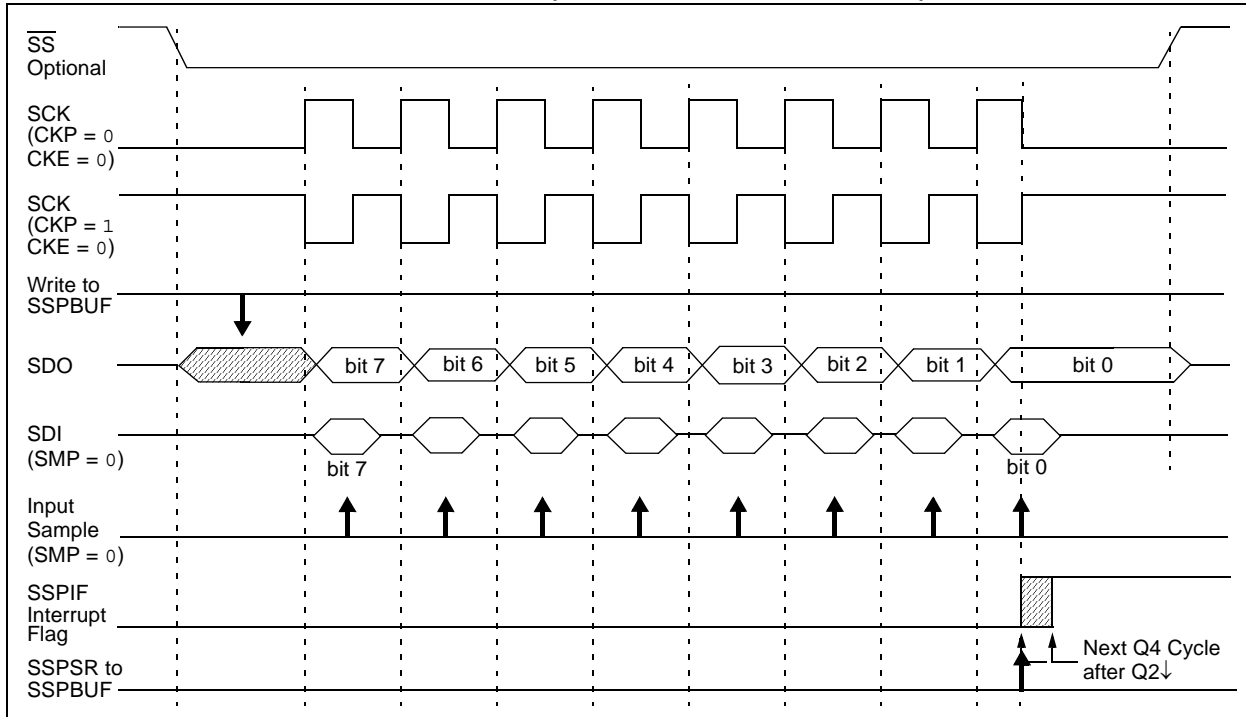 SS
Optional
SCK
(CKP = 0
CKE = 0)
SCK
(CKP = 1
CKE = 0)
Write to
SSPBUF
SDO
bit 7
bit 6
bit 5
bit 4
bit 3
bit 2
bit 1
bit 0
SDI
(SMP = 0)
bit 7
bit 0
Input
Sample
(SMP = 0)
SSPIF
Interrupt
Flag
Next Q4 Cycle
after Q2↓
SSPSR to
SSPBUF